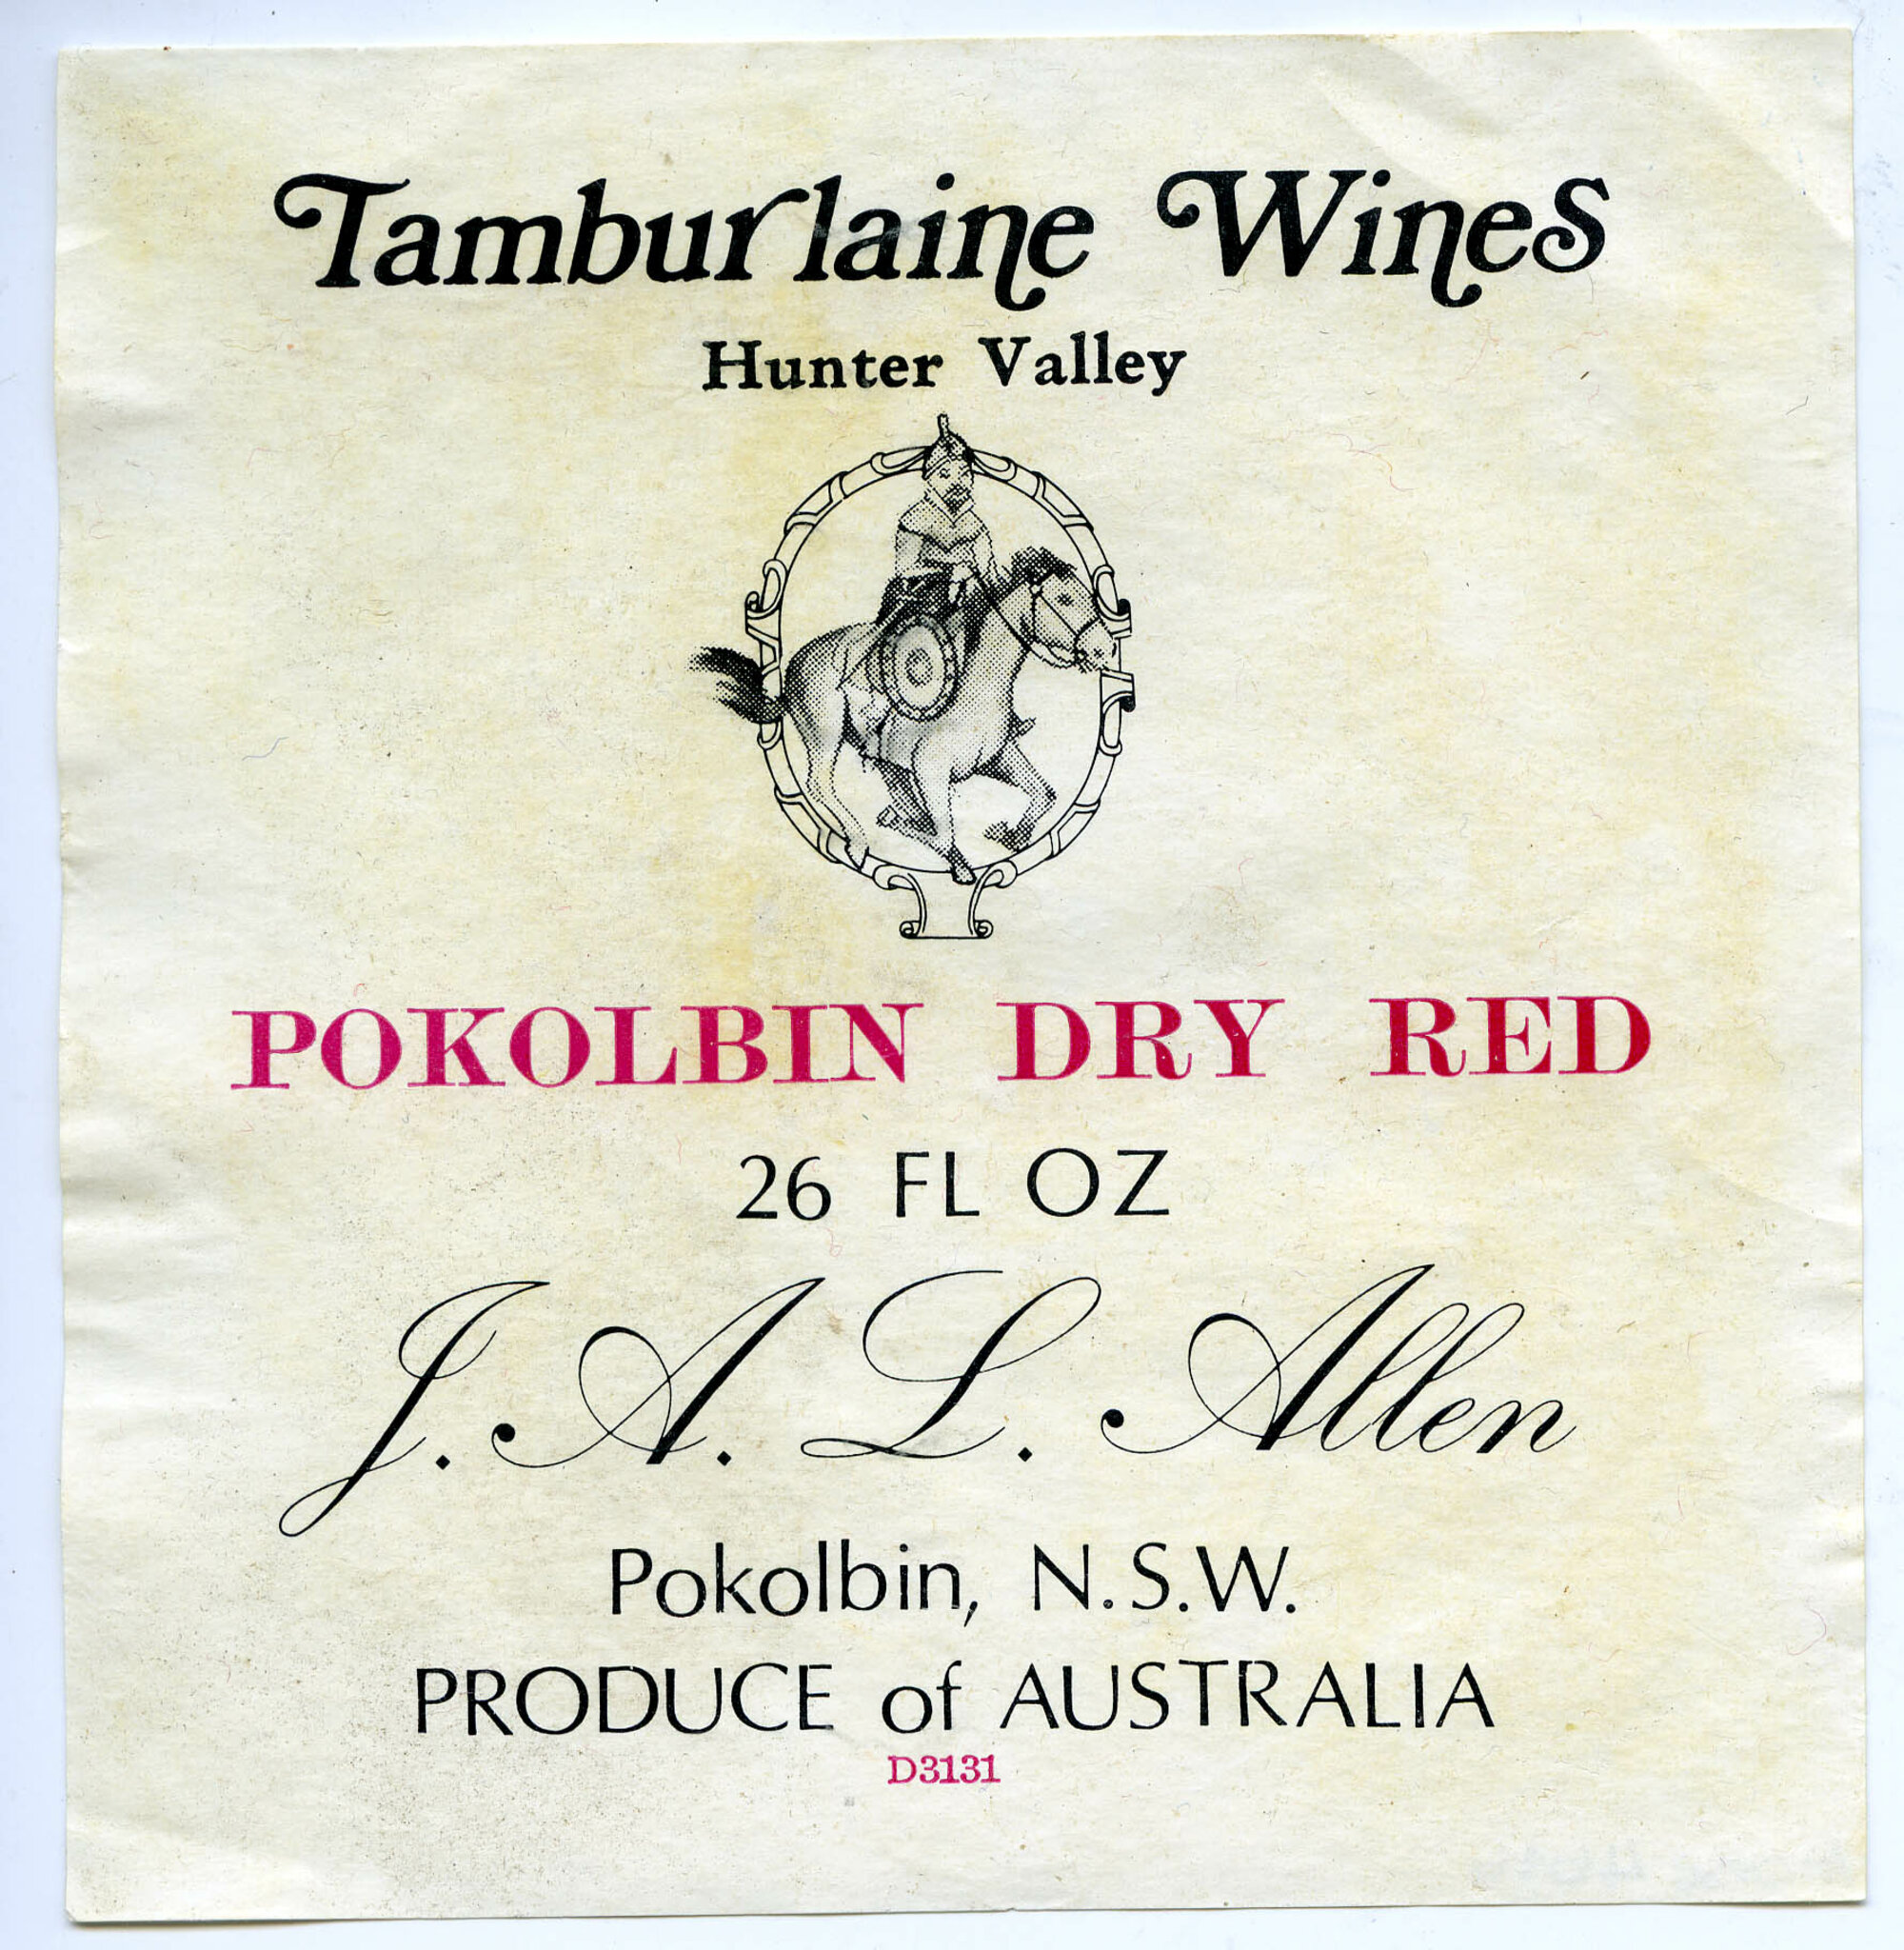 Tamburlaine Wines
Hunter Valley
POKOLBIN DRY RED
26 FL OZ
J. A. L. Allen
Pokolbin, N.S.W.
PRODUCE of AUSTRALIA
D3131